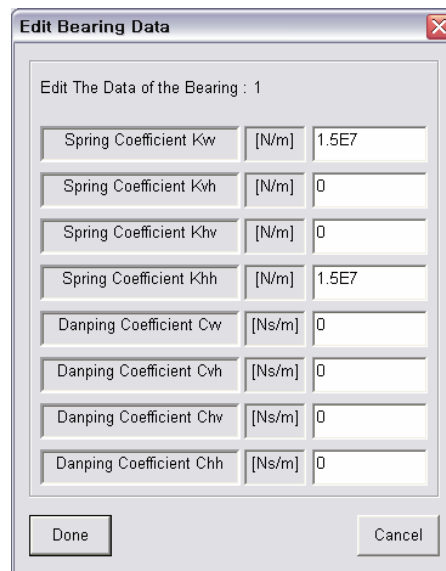 Edit Bearing Data
Edit The Data of the Bearing : 1
Spring Coefficient Kvv [N/m] 1.5E7
Spring Coefficient Kvh [N/m] 0
Spring Coefficient Khv [N/m] 0
Spring Coefficient Khh [N/m] 1.5E7
Danping Coefficient Cvv [Ns/m] 0
Danping Coefficient Cvh [Ns/m] 0
Danping Coefficient Chv [Ns/m] 0
Danping Coefficient Chh [Ns/m] 0
Done Cancel